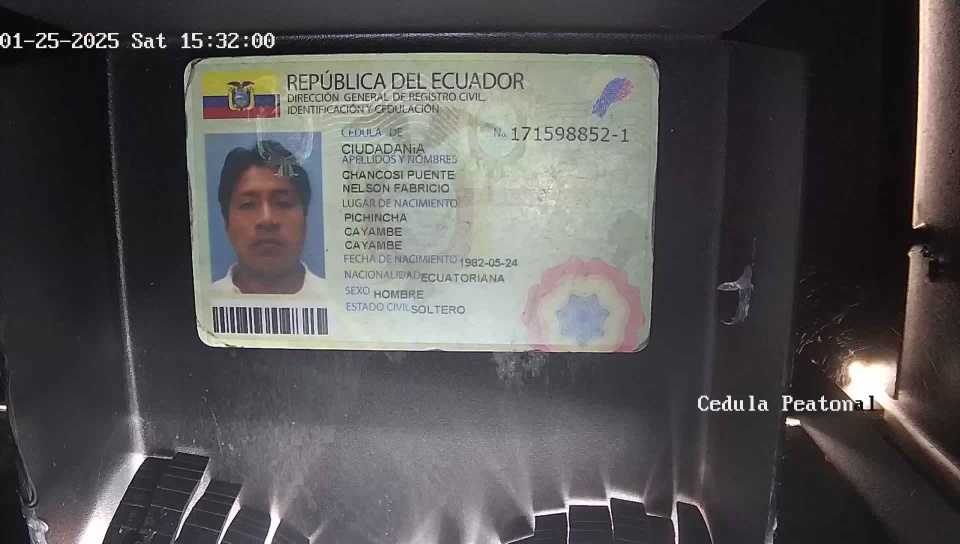 01-25-2025 Sat 15:32:00
REPÚBLICA DEL ECUADOR
DIRECCIÓN GENERAL DE REGISTRO CIVIL,
IDENTIFICACIÓN Y CEDULACIÓN
CÉDULA DE No. 171598852-1
CIUDADANíA
APELLIDOS Y NOMBRES
CHANCOSI PUENTE
NELSON FABRICIO
LUGAR DE NACIMIENTO
PICHINCHA
CAYAMBE
CAYAMBE
FECHA DE NACIMIENTO 1982-05-24
NACIONALIDAD ECUATORIANA
SEXO HOMBRE
ESTADO CIVIL SOLTERO
Cedula Peatonal